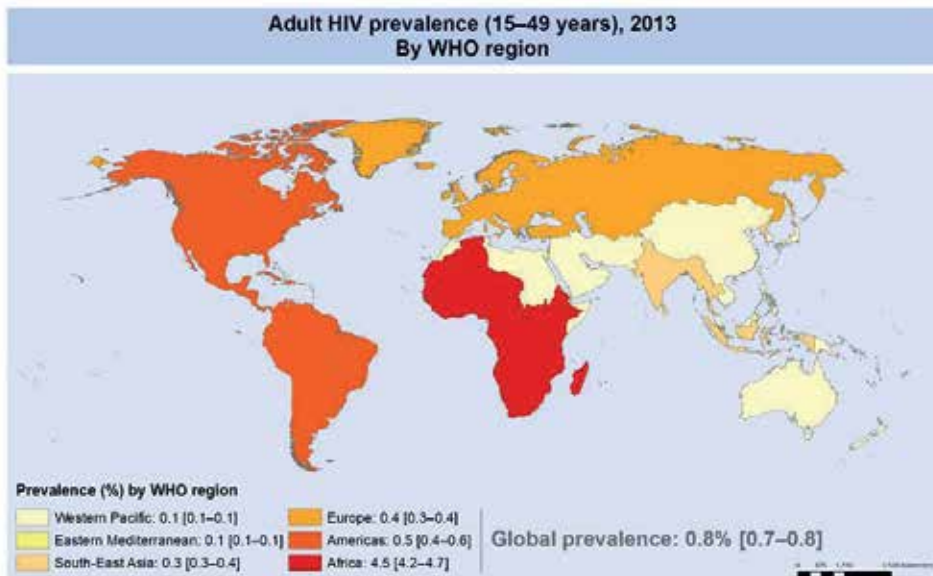 Adult HIV prevalence (15–49 years), 2013
By WHO region
Prevalence (%) by WHO region
Western Pacific: 0.1 [0.1–0.1]
Eastern Mediterranean: 0.1 [0.1–0.1]
South-East Asia: 0.3 [0.3–0.4]
Europe: 0.4 [0.3–0.4]
Americas: 0.5 [0.4–0.6]
Africa: 4.5 [4.2–4.7]
Global prevalence: 0.8% [0.7–0.8]